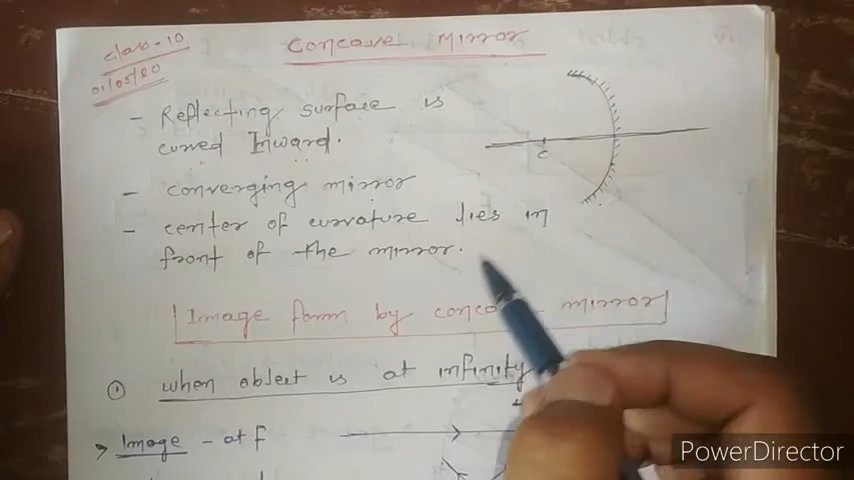 class-10
01/05/20
Concave mirror
- Reflecting surface is
curved Inward.
c
- converging mirror
- center of curvature lies in
front of the mirror.
Image form by conca mirror
① when object is at infinity
> Image - at f
PowerDirector